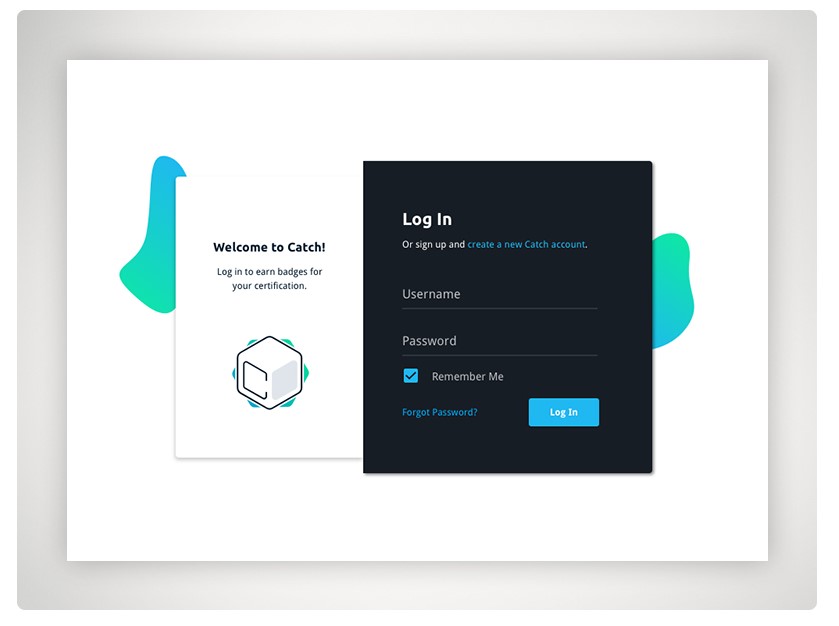 Welcome to Catch!
Log in to earn badges for
your certification.
Log In
Or sign up and create a new Catch account.
Username
Password
Remember Me
Forgot Password?
Log In